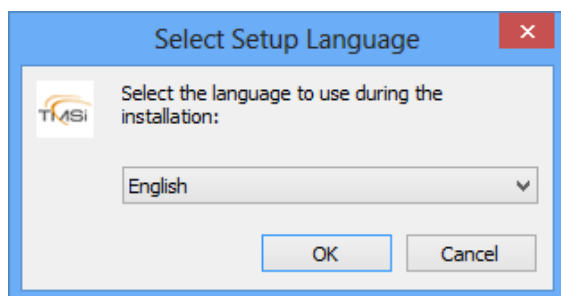 Select Setup Language
TMSi
Select the language to use during the
installation:
English
OK
Cancel